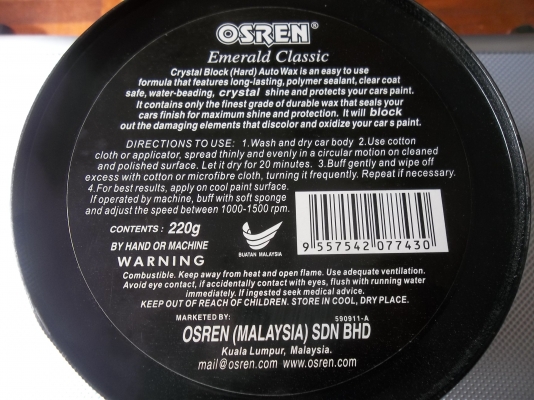 OSREN®
Emerald Classic
Crystal Block (Hard) Auto Wax is an easy to use
formula that features long-lasting, polymer sealant, clear coat
safe, water-beading, crystal shine and protects your cars paint.
It contains only the finest grade of durable wax that seals your
cars finish for maximum shine and protection. It will block
out the damaging elements that discolor and oxidize your car's paint.
DIRECTIONS TO USE: 1.Wash and dry car body 2.Use cotton
cloth or applicator, spread thinly and evenly in a circular motion on cleaned
and polished surface. Let it dry for 20 minutes. 3.Buff gently and wipe off
excess with cotton or microfibre cloth, turning it frequently. Repeat if necessary.
4.For best results, apply on cool paint surface.
If operated by machine, buff with soft sponge
and adjust the speed between 1000-1500 rpm.
CONTENTS : 220g
BY HAND OR MACHINE
BUATAN MALAYSIA
9 557542 077430
WARNING
Combustible. Keep away from heat and open flame. Use adequate ventilation.
Avoid eye contact, if accidentally contact with eyes, flush with running water
immediately. If ingested seek medical advice.
KEEP OUT OF REACH OF CHILDREN. STORE IN COOL, DRY PLACE.
MARKETED BY: 590911-A
OSREN (MALAYSIA) SDN BHD
Kuala Lumpur, Malaysia.
mail@osren.com www.osren.com